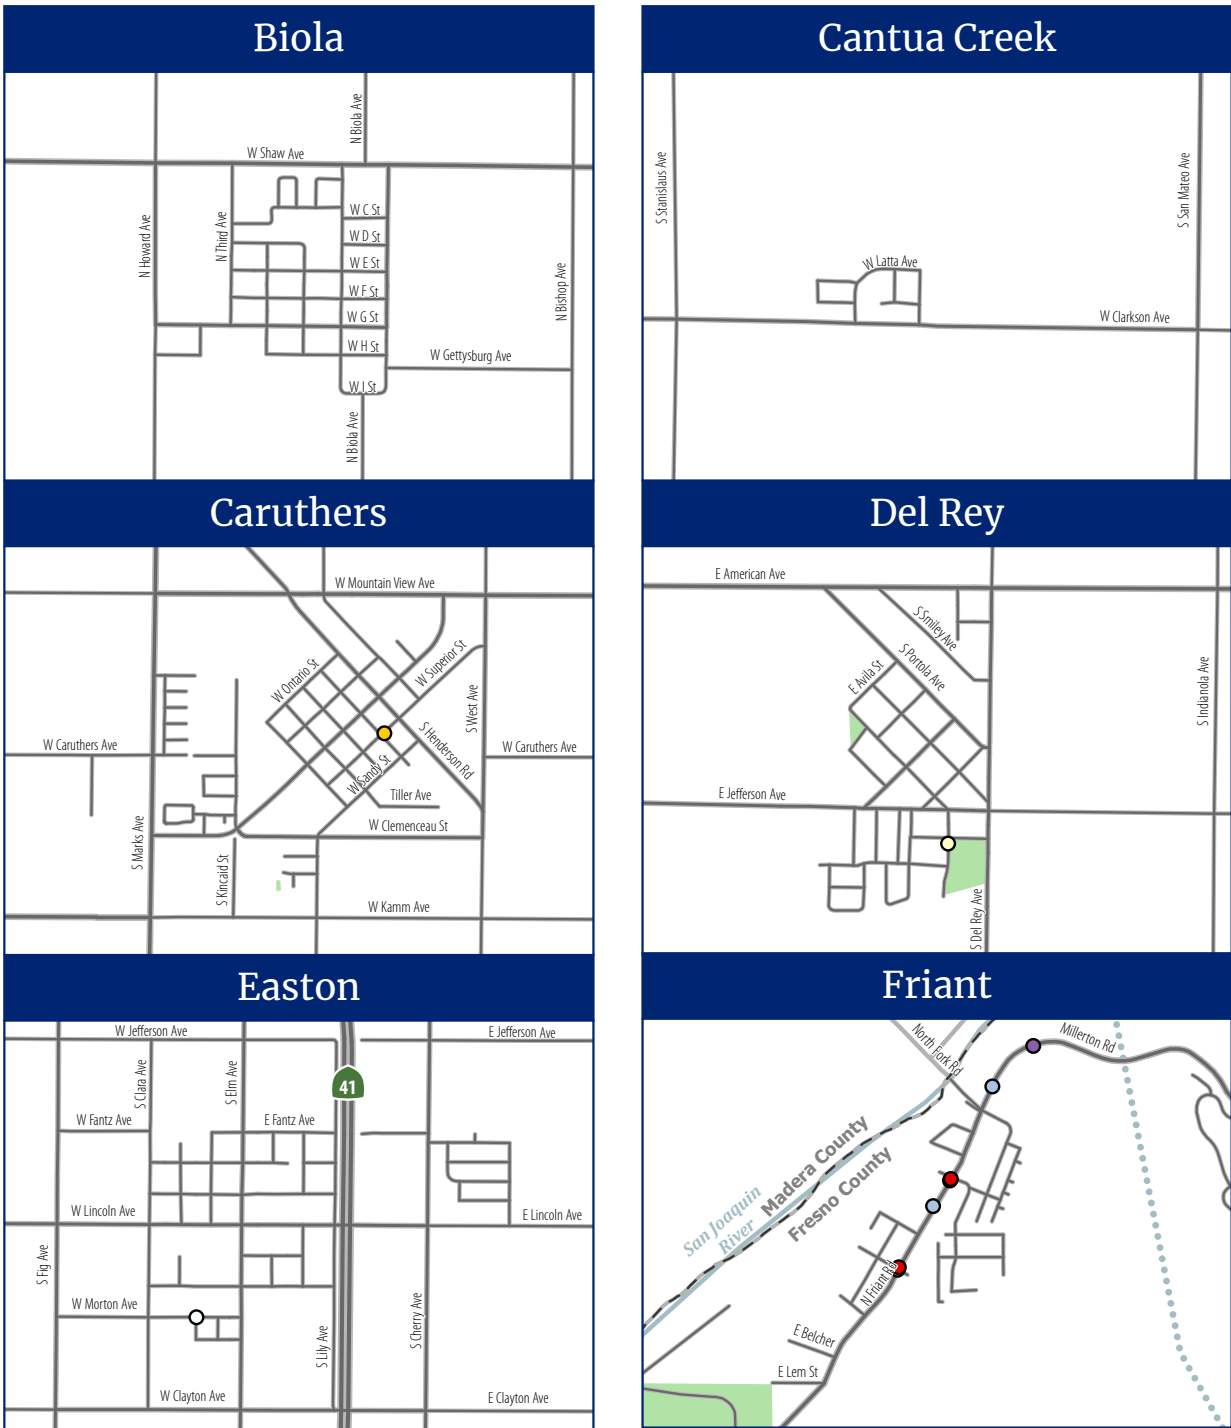 Biola
N Biola Ave
W Shaw Ave
N Howard Ave
N Third Ave
W C St
W D St
W E St
W F St
W G St
W H St
W I St
N Bishop Ave
W Gettysburg Ave
N Biola Ave
Cantua Creek
S Stanislaus Ave
S San Mateo Ave
W Latta Ave
W Clarkson Ave
Caruthers
W Mountain View Ave
W Ontario St
W Superior St
S West Ave
S Henderson Rd
W Caruthers Ave
W Caruthers Ave
W Sandy St
Tiller Ave
W Clemenceau St
S Marks Ave
S Kincaid St
W Kamm Ave
Del Rey
E American Ave
S Smiley Ave
S Portola Ave
E Avila St
S Indianola Ave
E Jefferson Ave
S Del Rey Ave
Easton
W Jefferson Ave
E Jefferson Ave
S Clara Ave
S Elm Ave
41
W Fantz Ave
E Fantz Ave
W Lincoln Ave
E Lincoln Ave
S Fig Ave
W Morton Ave
S Lily Ave
S Cherry Ave
W Clayton Ave
E Clayton Ave
Friant
North Fork Rd
Millerton Rd
Madera County
Fresno County
San Joaquin
River
N Friant Rd
E Belcher
E Lem St